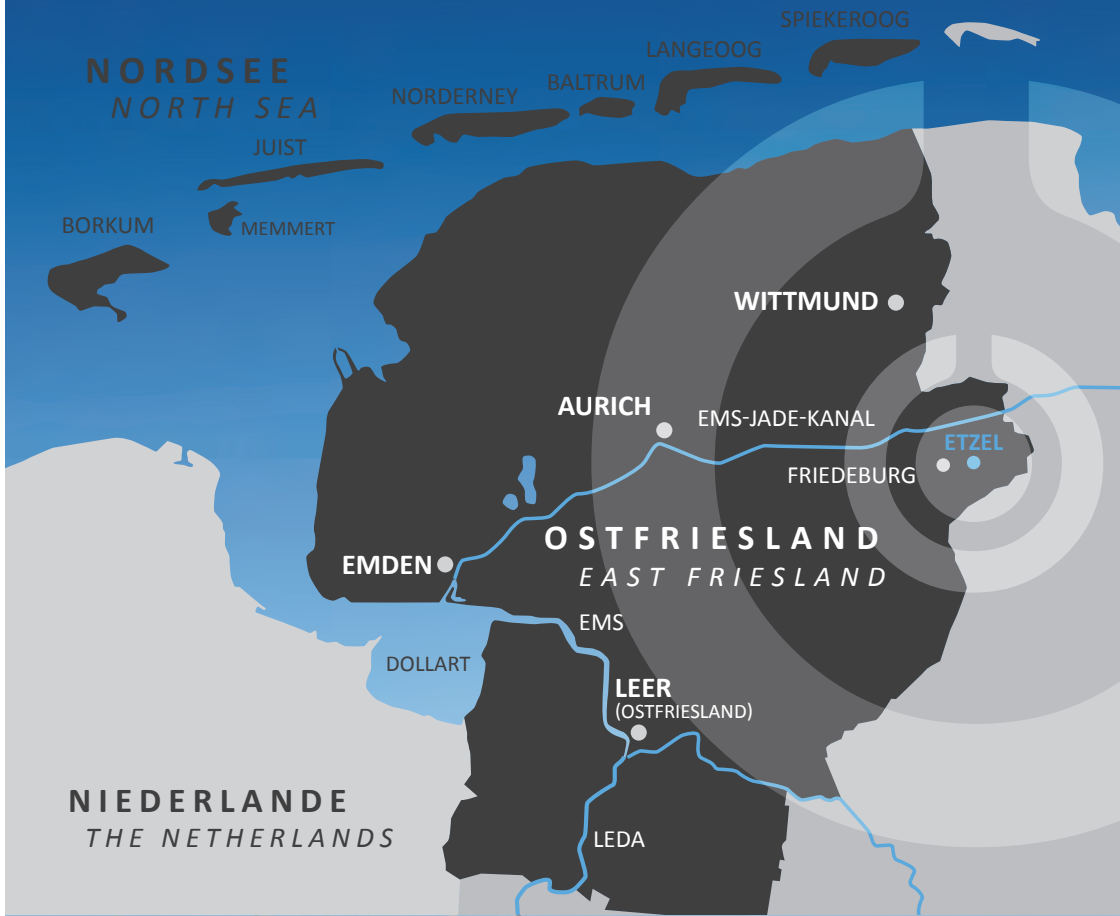 SPIEKEROOG
LANGEOOG
NORDSEE
NORTH SEA
BALTRUM
NORDERNEY
JUIST
BORKUM
MEMMERT
WITTMUND
AURICH
EMS-JADE-KANAL
ETZEL
FRIEDEBURG
OSTFRIESLAND
EAST FRIESLAND
EMDEN
EMS
DOLLART
LEER
(OSTFRIESLAND)
NIEDERLANDE
THE NETHERLANDS
LEDA